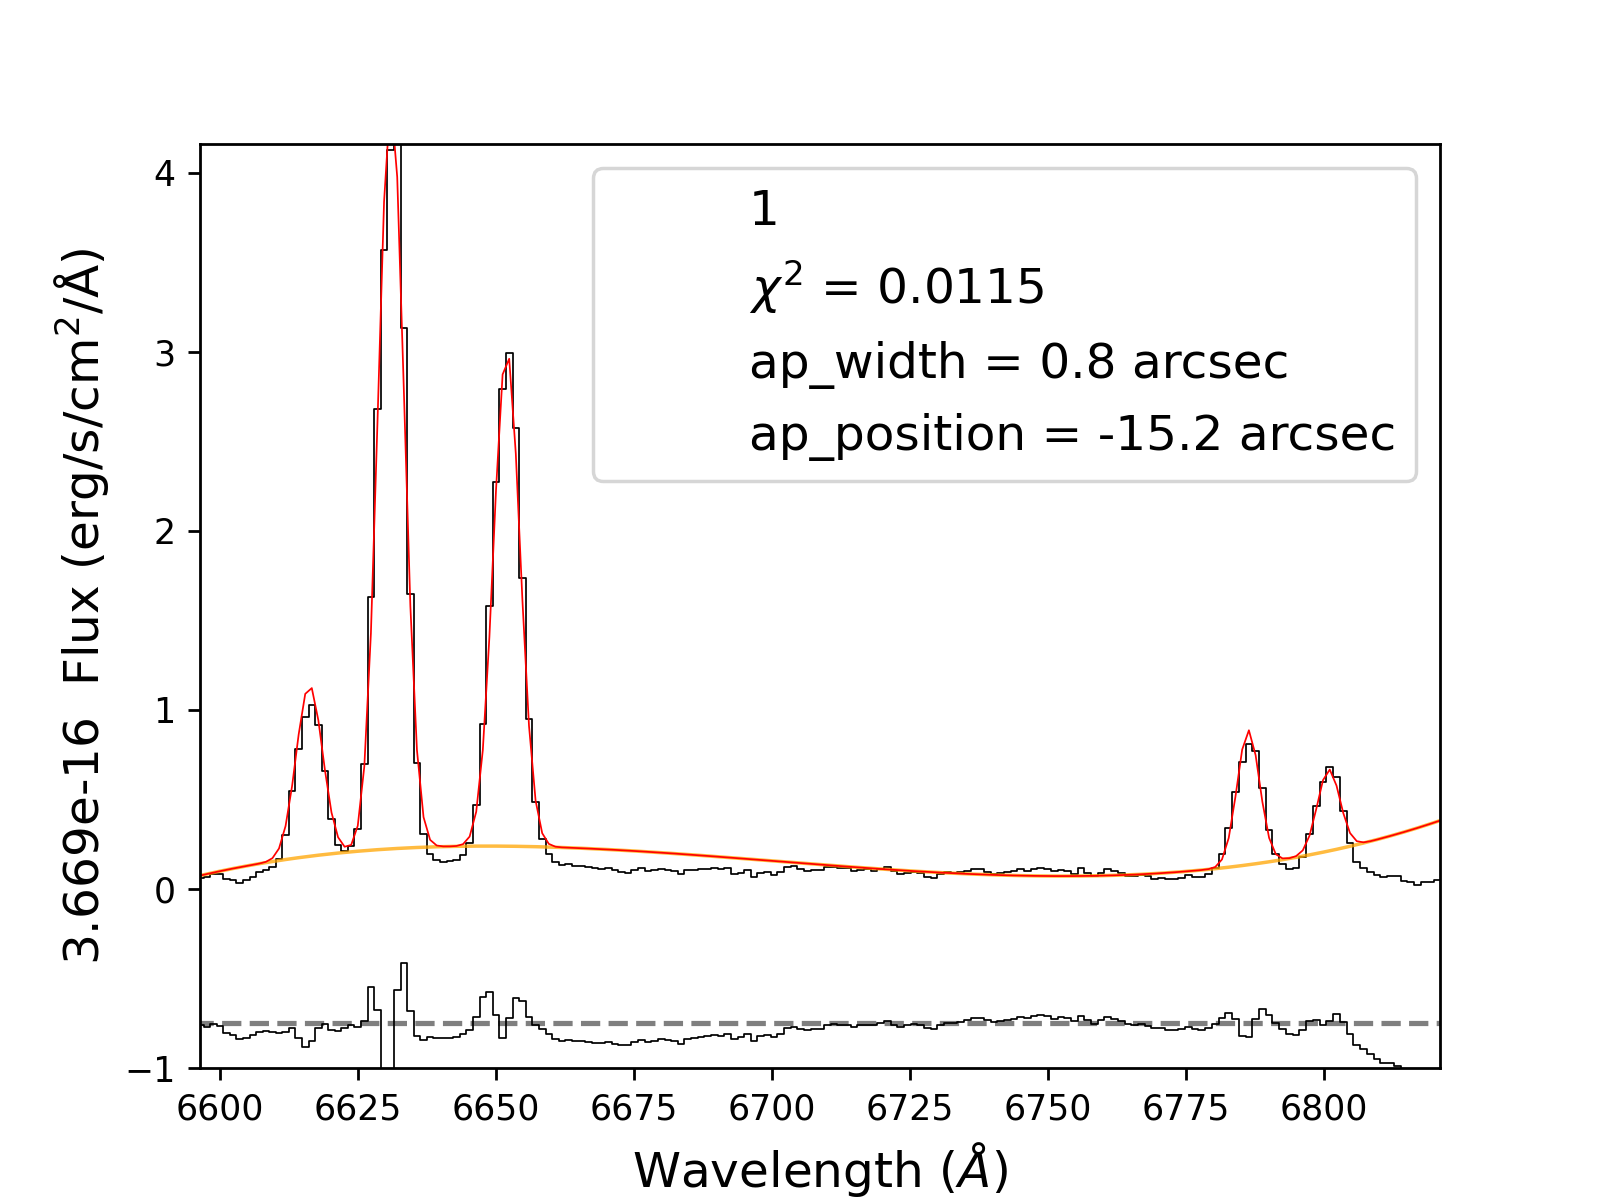 1
χ² = 0.0115
ap_width = 0.8 arcsec
ap_position = -15.2 arcsec
4
3
2
1
0
−1
3.669e-16 Flux (erg/s/cm²/Å)
6600 6625 6650 6675 6700 6725 6750 6775 6800
Wavelength (Å)